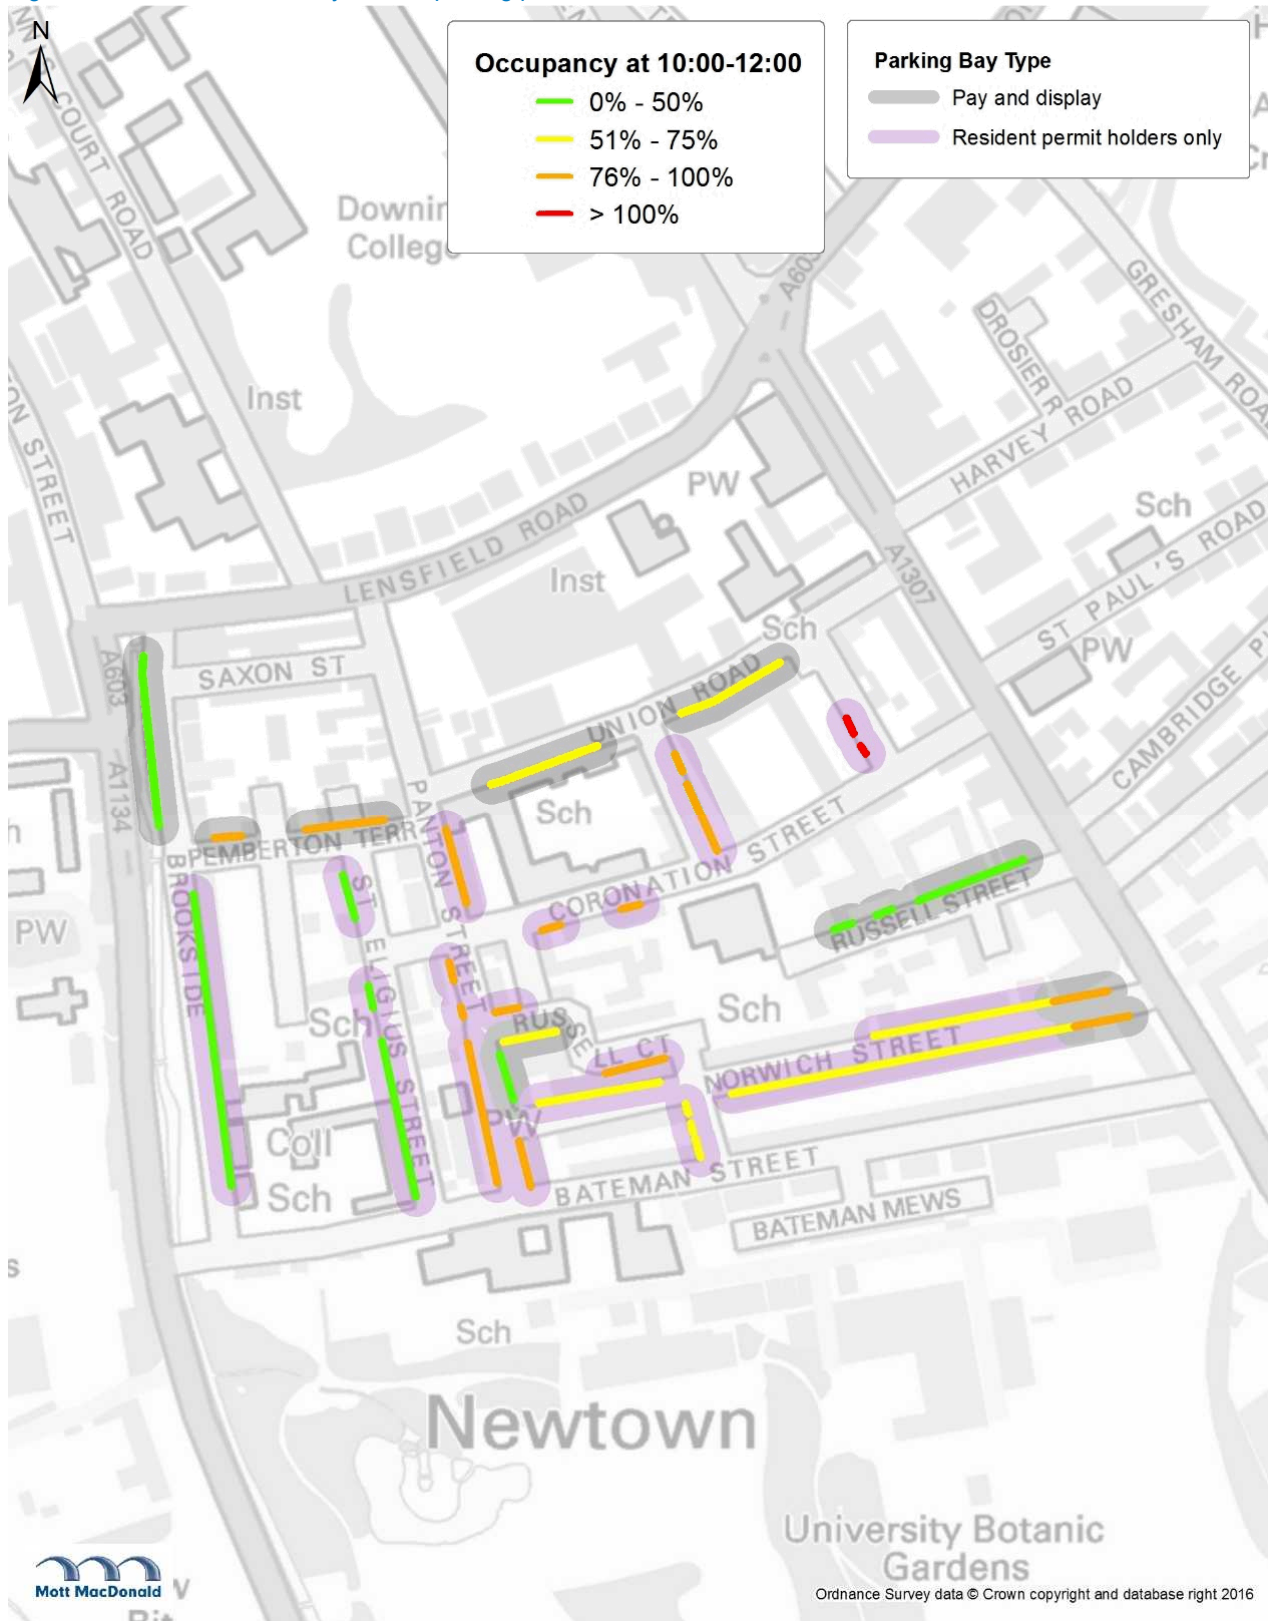 N
Occupancy at 10:00-12:00
0% - 50%
51% - 75%
76% - 100%
> 100%
Parking Bay Type
Pay and display
Resident permit holders only
COURT ROAD
Downin
College
A603
GRESHAM ROAD
DROSIER R
HARVEY ROAD
Inst
STREET
PW
Sch
LENSFIELD ROAD
Inst
A1307
ST PAUL'S ROAD
Sch
PW
SAXON ST
A603
UNION ROAD
CAMBRIDGE P
A1134
PANTON STREET
Sch
PEMBERTON TERR
CORONATION STREET
BROOKSIDE
ST ELIGIUS STREET
RUSSELL STREET
PW
Sch
Sch
RUSSELL CT
NORWICH STREET
PW
Coll
Sch
BATEMAN STREET
BATEMAN MEWS
Sch
Newtown
University Botanic
Gardens
Mott MacDonald
Ordnance Survey data © Crown copyright and database right 2016